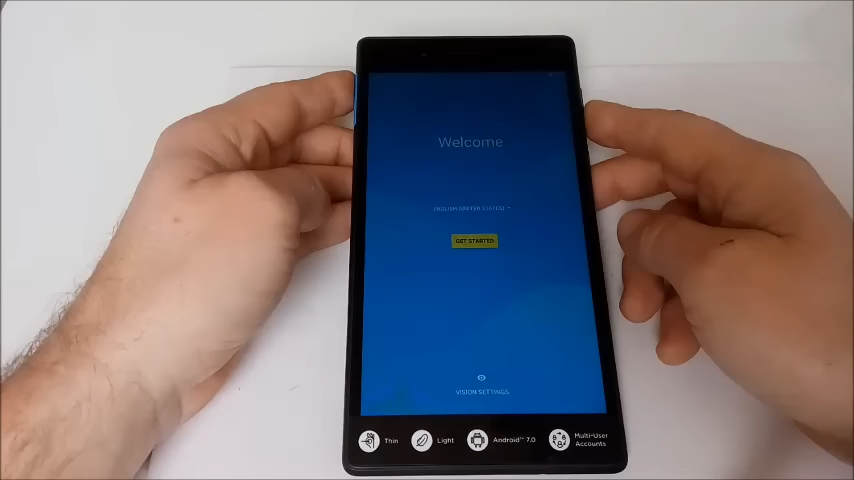 Welcome
ENGLISH (UNITED STATES)
GET STARTED
VISION SETTINGS
Thin
Light
Android™ 7.0
Multi-User
Accounts